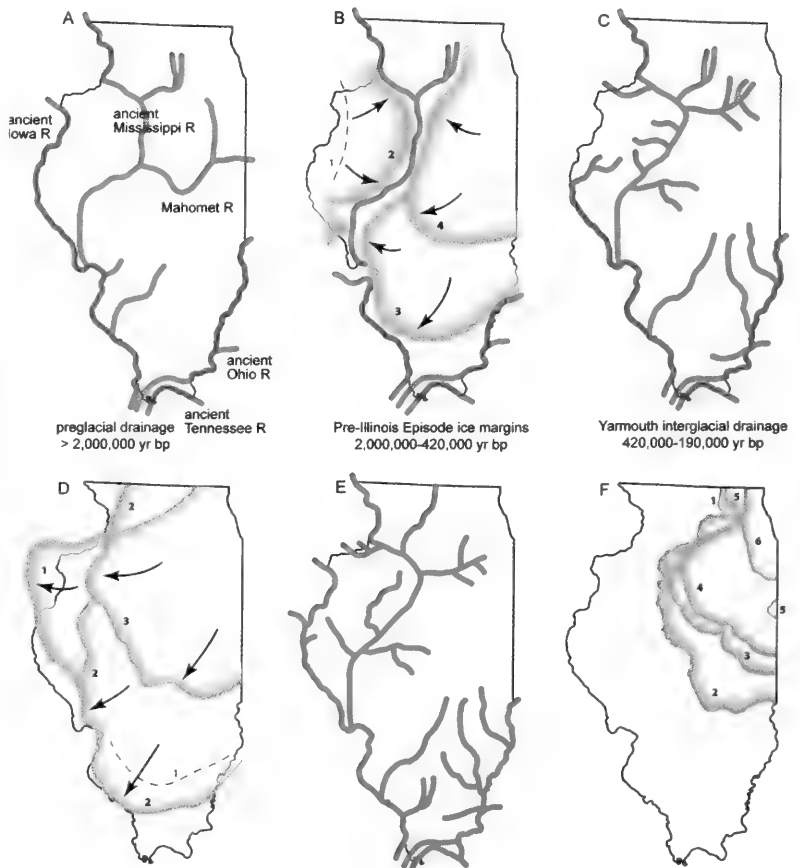 A
ancient
Iowa R
ancient
Mississippi R
Mahomet R
ancient
Ohio R
ancient
Tennessee R
preglacial drainage
> 2,000,000 yr bp
B
1
2
4
3
Pre-Illinois Episode ice margins
2,000,000-420,000 yr bp
C
Yarmouth interglacial drainage
420,000-190,000 yr bp
D
2
1
3
2
1
2
E
F
1
5
6
4
5
3
2